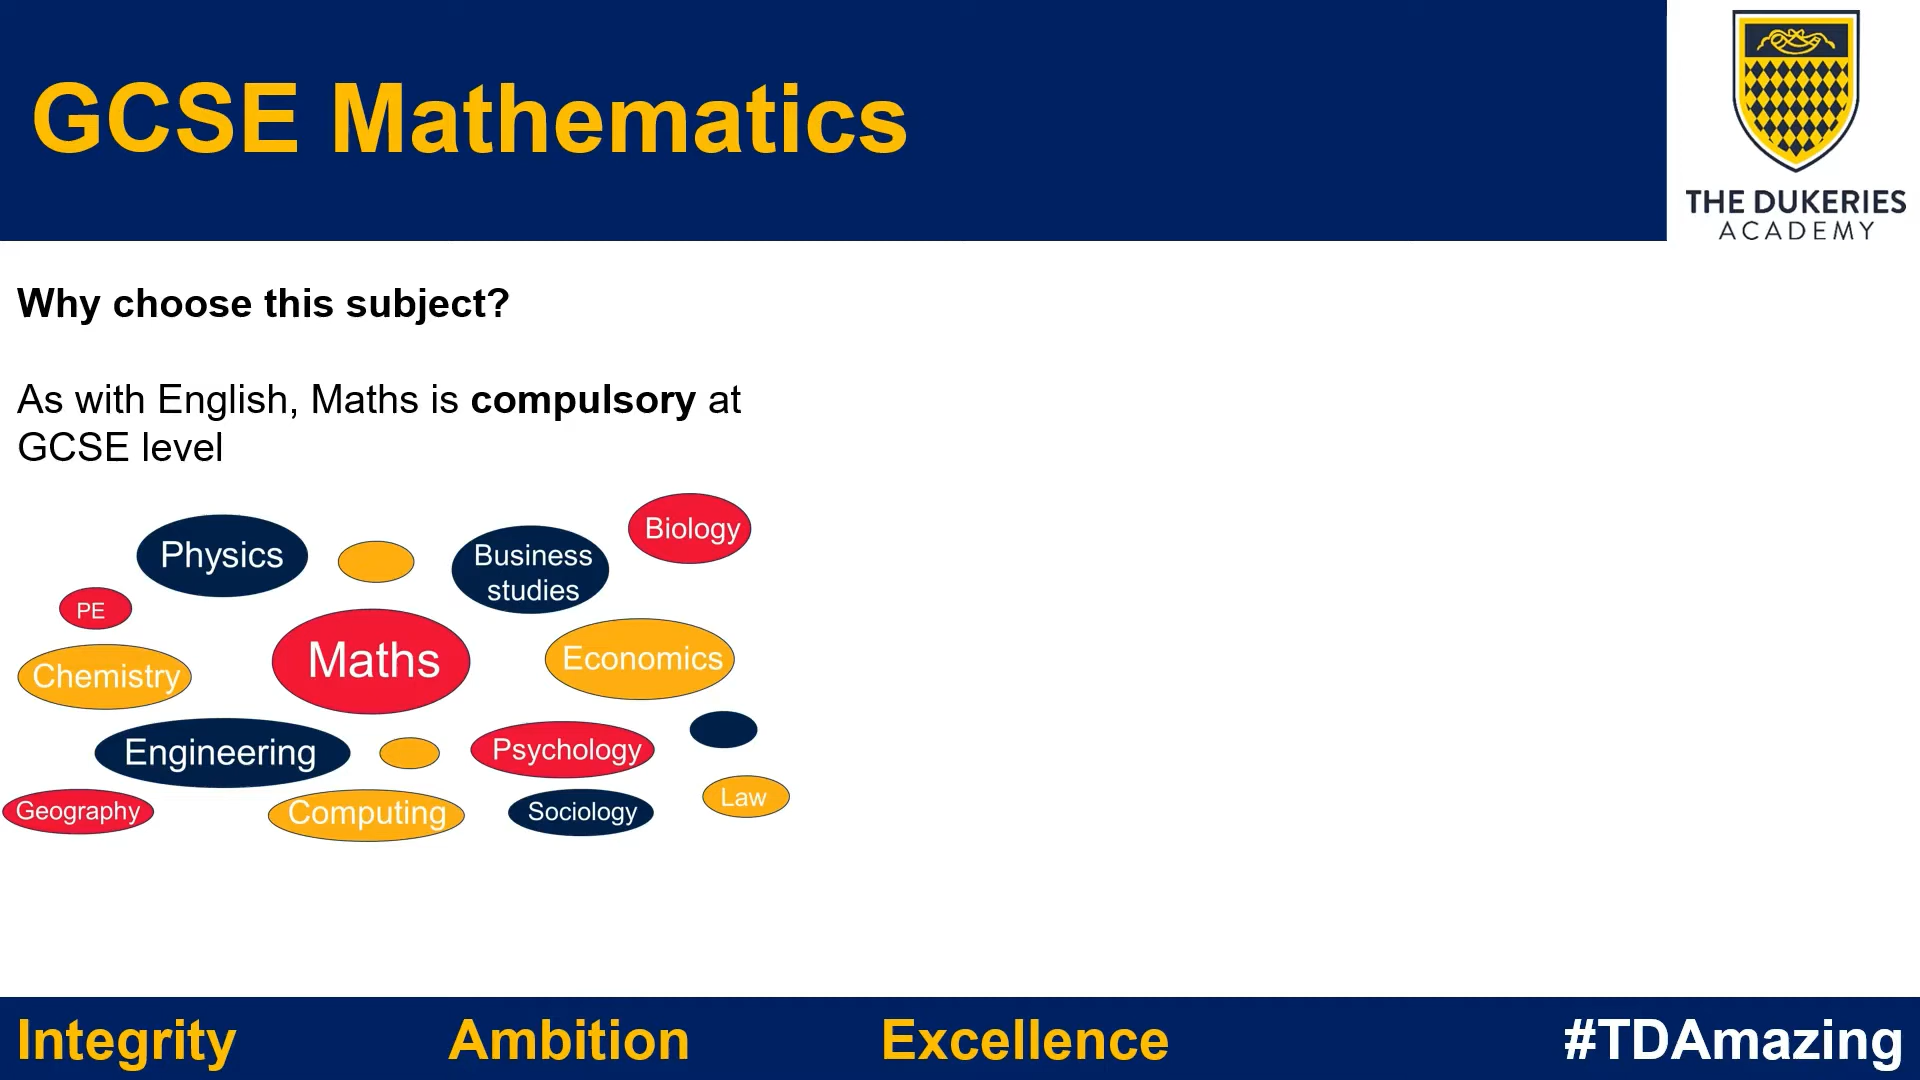 GCSE Mathematics
THE DUKERIES
ACADEMY
Why choose this subject?
As with English, Maths is compulsory at
GCSE level
Biology
Physics
Business
studies
PE
Maths
Economics
Chemistry
Engineering
Psychology
Law
Geography
Computing
Sociology
Integrity Ambition Excellence #TDAmazing